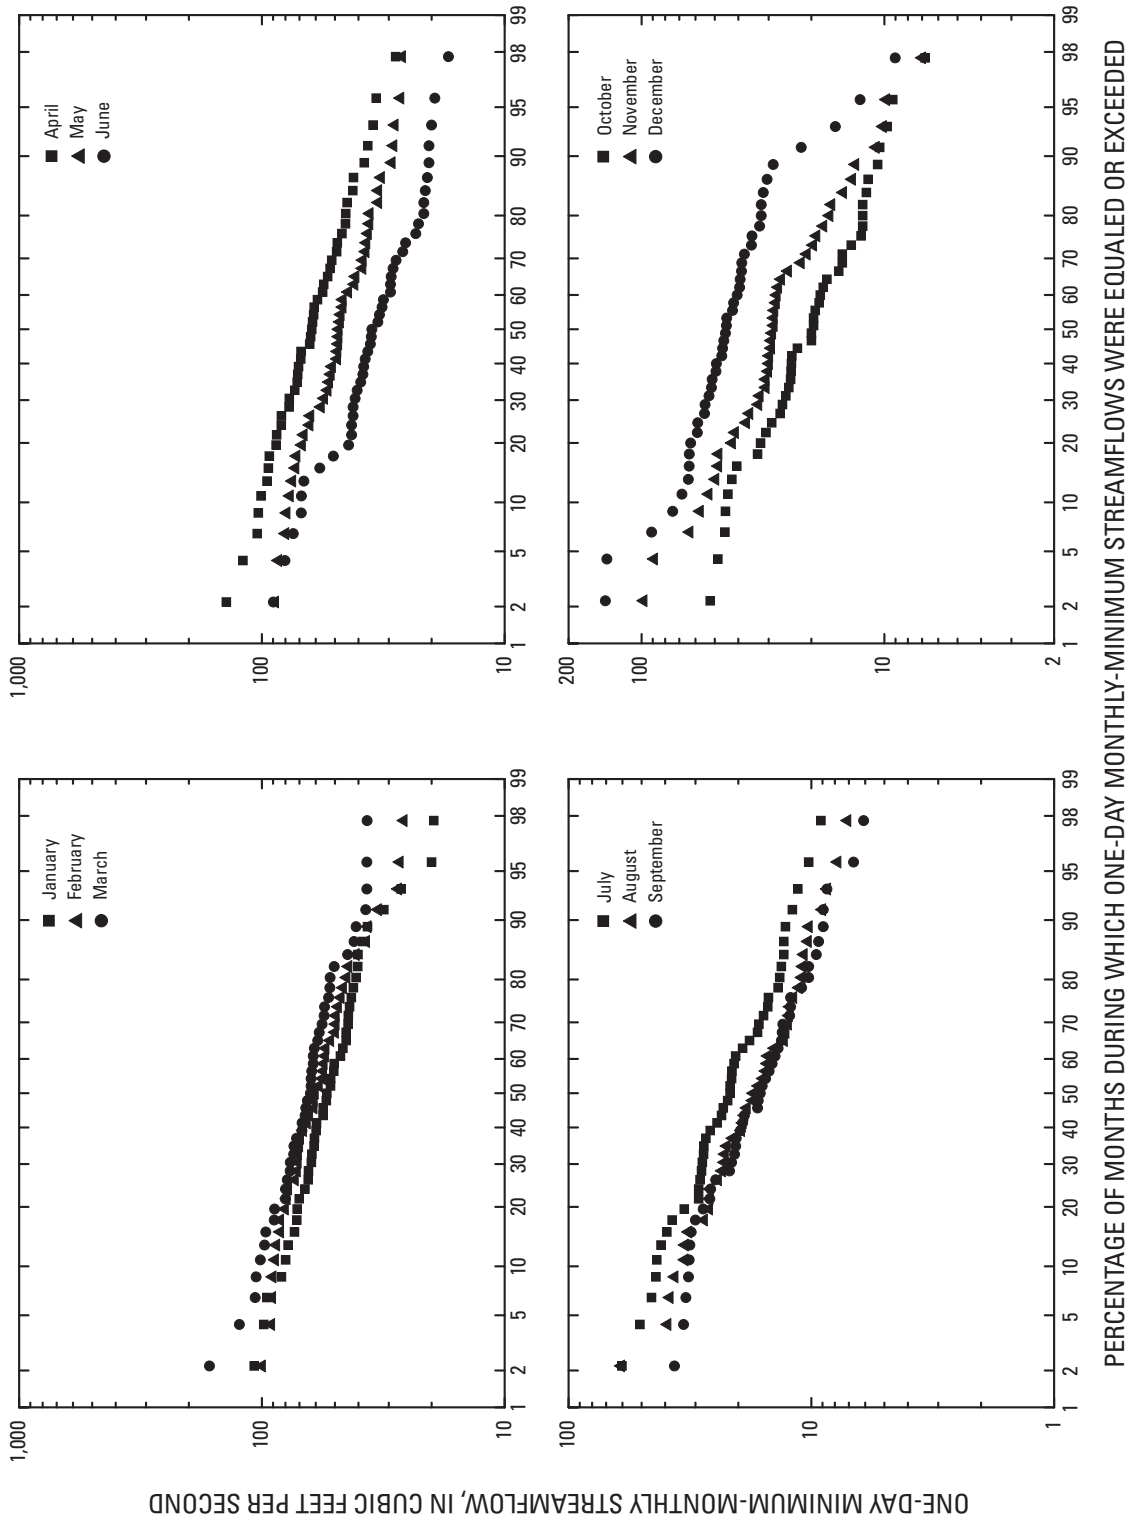 ONE-DAY MINIMUM-MONTHLY STREAMFLOW, IN CUBIC FEET PER SECOND
1,000
100
10
January
February
March
1 2 5 10 20 30 40 50 60 70 80 90 95 98 99
1,000
100
10
April
May
June
1 2 5 10 20 30 40 50 60 70 80 90 95 98 99
100
10
1
July
August
September
1 2 5 10 20 30 40 50 60 70 80 90 95 98 99
200
100
10
2
October
November
December
1 2 5 10 20 30 40 50 60 70 80 90 95 98 99
PERCENTAGE OF MONTHS DURING WHICH ONE-DAY MONTHLY-MINIMUM STREAMFLOWS WERE EQUALED OR EXCEEDED